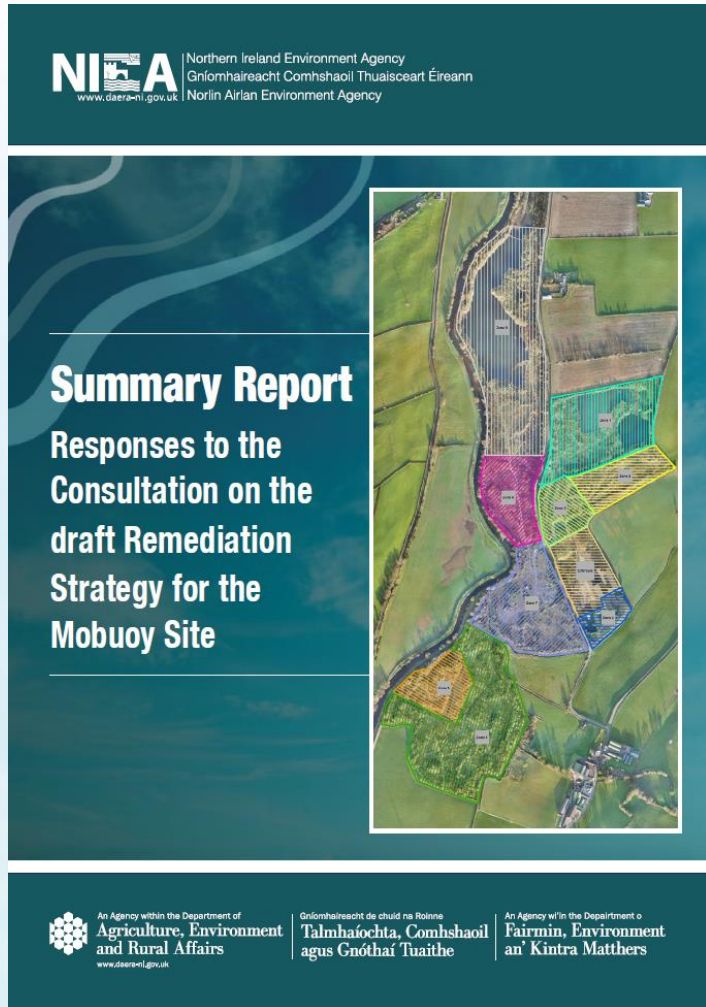 NIEA
www.daera-ni.gov.uk
Northern Ireland Environment Agency
Gníomhaireacht Comhshaoil Thuaisceart Éireann
Norlin Airlan Environment Agency
Summary Report
Responses to the
Consultation on the
draft Remediation
Strategy for the
Mobuoy Site
An Agency within the Department of
Agriculture, Environment
and Rural Affairs
www.daera-ni.gov.uk
Gníomhaireacht de chuid na Roinne
Talmhaíochta, Comhshaoil
agus Gnóthaí Tuaithe
An Agency wi'in the Depairtment o
Fairmin, Environment
an' Kintra Matthers